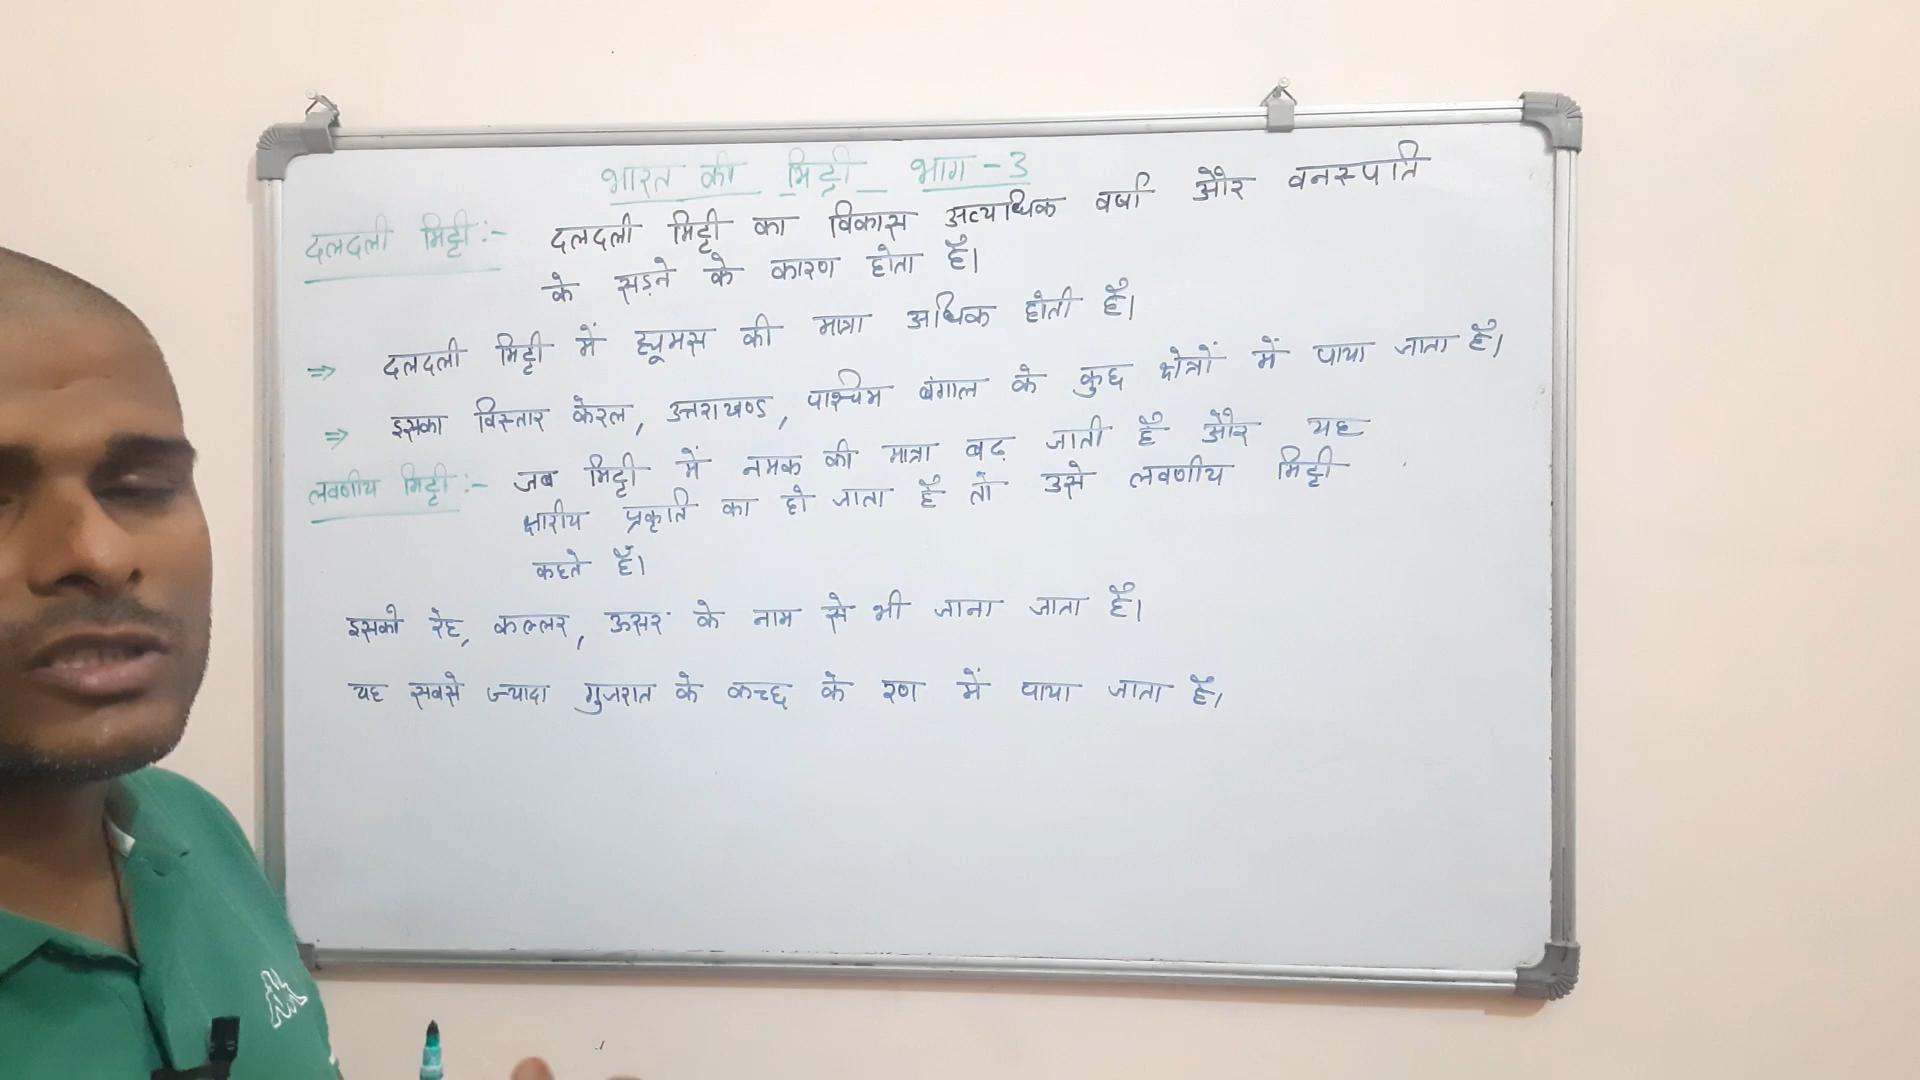 भारत की मिट्टी भाग - 3
दलदली मिट्टी :- दलदली मिट्टी का विकास अत्याधिक वर्षा और वनस्पति
के सड़ने के कारण होता है।
⇒ दलदली मिट्टी में ह्यूमस की मात्रा अधिक होती है।
⇒ इसका विस्तार केरल, उत्तराखण्ड, पश्चिम बंगाल के कुछ क्षेत्रों में पाया जाता है।
लवणीय मिट्टी :- जब मिट्टी में नमक की मात्रा बढ़ जाती है और यह
क्षारीय प्रकृति का हो जाता है तो उसे लवणीय मिट्टी
कहते है।
इसको रेह, कल्लर, ऊसर के नाम से भी जाना जाता है।
यह सबसे ज्यादा गुजरात के कच्छ के रण में पाया जाता है,